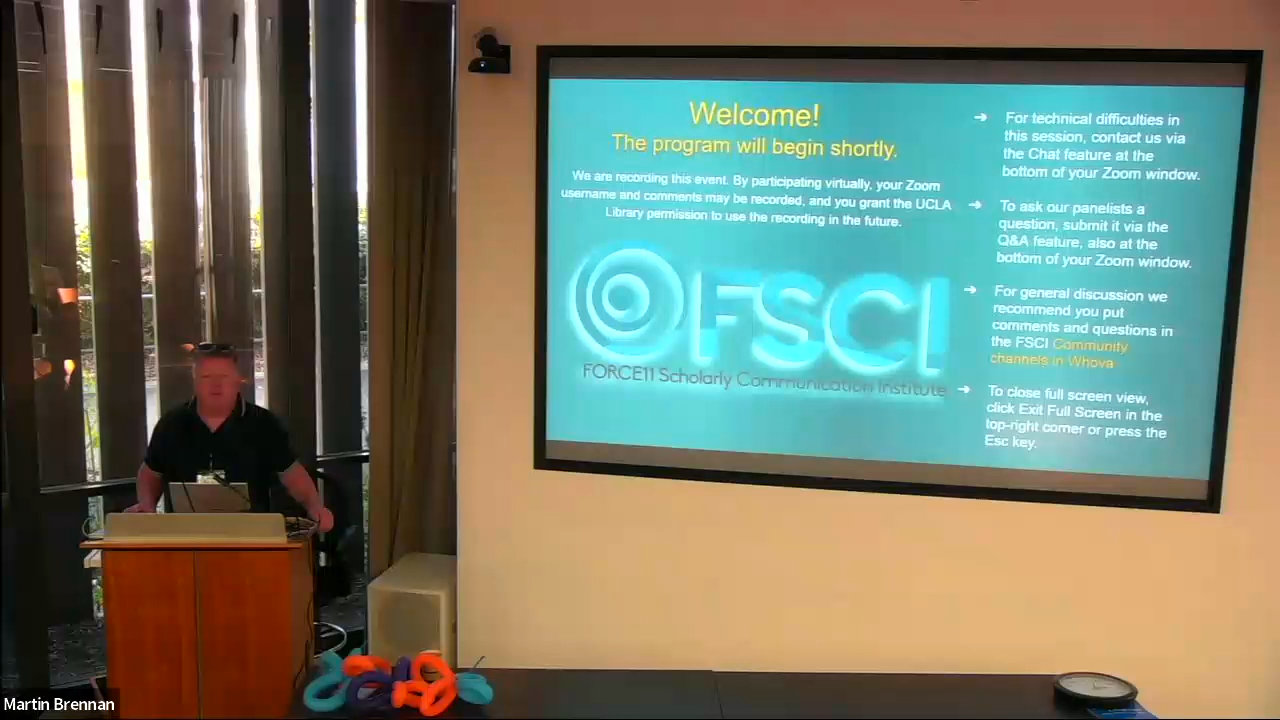 Welcome!
The program will begin shortly.
We are recording this event. By participating virtually, your Zoom
username and comments may be recorded, and you grant the UCLA
Library permission to use the recording in the future.
FSCI
FORCE11 Scholarly Communication Institute
➔ For technical difficulties in
this session, contact us via
the Chat feature at the
bottom of your Zoom window.
➔ To ask our panelists a
question, submit it via the
Q&A feature, also at the
bottom of your Zoom window.
➔ For general discussion we
recommend you put
comments and questions in
the FSCI Community
channels in Whova
➔ To close full screen view,
click Exit Full Screen in the
top-right corner or press the
Esc key.
Martin Brennan